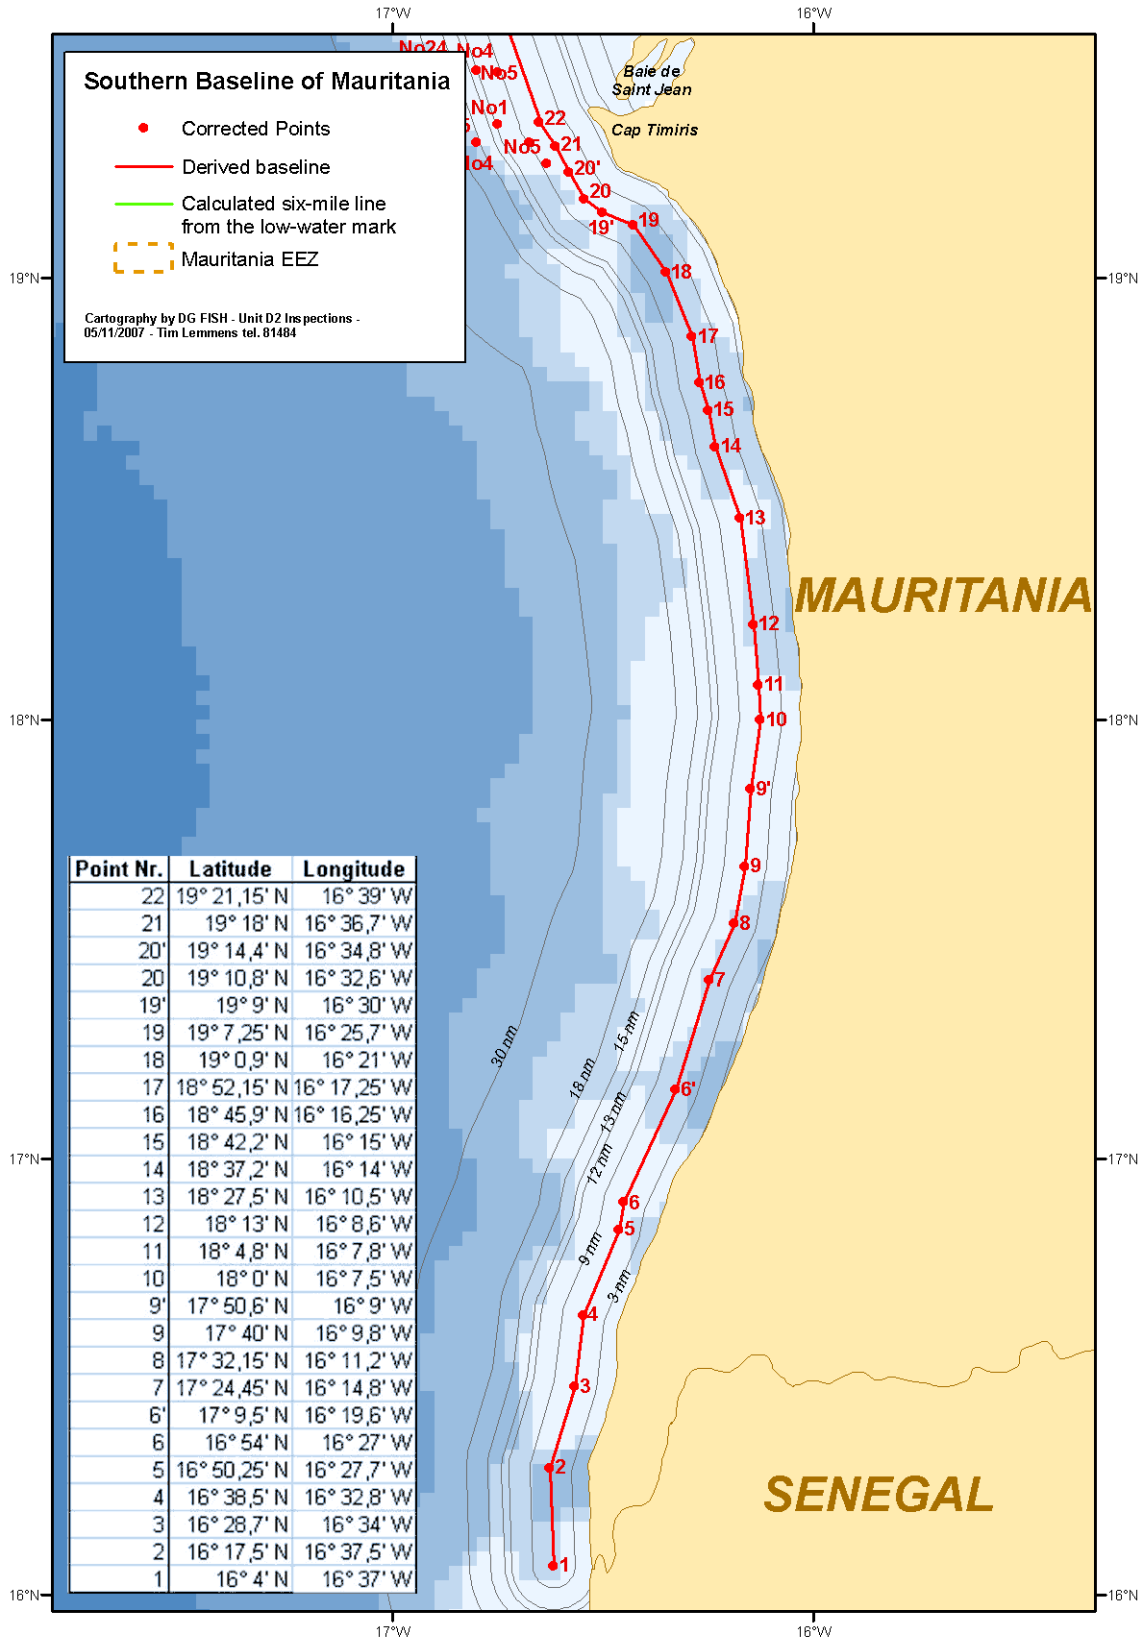 17°W 16°W
No24 No4
No5
No1
No5
No4
Southern Baseline of Mauritania
Corrected Points
Derived baseline
Calculated six-mile line
from the low-water mark
Mauritania EEZ
Cartography by DG FISH - Unit D2 Inspections -
05/11/2007 - Tim Lemmens tel. 81484
Baie de
Saint Jean
Cap Timiris
22
21
20'
20
19'
19
18
17
16
15
14
13
12
11
10
9'
9
8
7
6'
6
5
4
3
2
1
19°N 19°N
18°N 18°N
17°N 17°N
16°N 16°N
MAURITANIA
SENEGAL
30 nm
18 nm
15 nm
13 nm
12 nm
9 nm
3 nm
Point Nr. Latitude Longitude
22 19° 21,15' N 16° 39' W
21 19° 18' N 16° 36,7' W
20' 19° 14,4' N 16° 34,8' W
20 19° 10,8' N 16° 32,6' W
19' 19° 9' N 16° 30' W
19 19° 7,25' N 16° 25,7' W
18 19° 0,9' N 16° 21' W
17 18° 52,15' N 16° 17,25' W
16 18° 45,9' N 16° 16,25' W
15 18° 42,2' N 16° 15' W
14 18° 37,2' N 16° 14' W
13 18° 27,5' N 16° 10,5' W
12 18° 13' N 16° 8,6' W
11 18° 4,8' N 16° 7,8' W
10 18° 0' N 16° 7,5' W
9' 17° 50,6' N 16° 9' W
9 17° 40' N 16° 9,8' W
8 17° 32,15' N 16° 11,2' W
7 17° 24,45' N 16° 14,8' W
6' 17° 9,5' N 16° 19,6' W
6 16° 54' N 16° 27' W
5 16° 50,25' N 16° 27,7' W
4 16° 38,5' N 16° 32,8' W
3 16° 28,7' N 16° 34' W
2 16° 17,5' N 16° 37,5' W
1 16° 4' N 16° 37' W
17°W 16°W